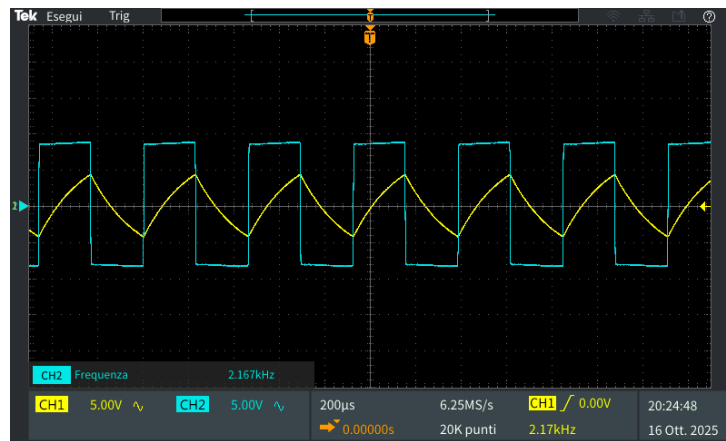 Tek Esegui Trig
T
T
2
CH2 Frequenza 2.167kHz
CH1 5.00V CH2 5.00V
200µs 6.25MS/s CH1 0.00V
0.00000s 20K punti 2.17kHz
20:24:48
16 Ott. 2025